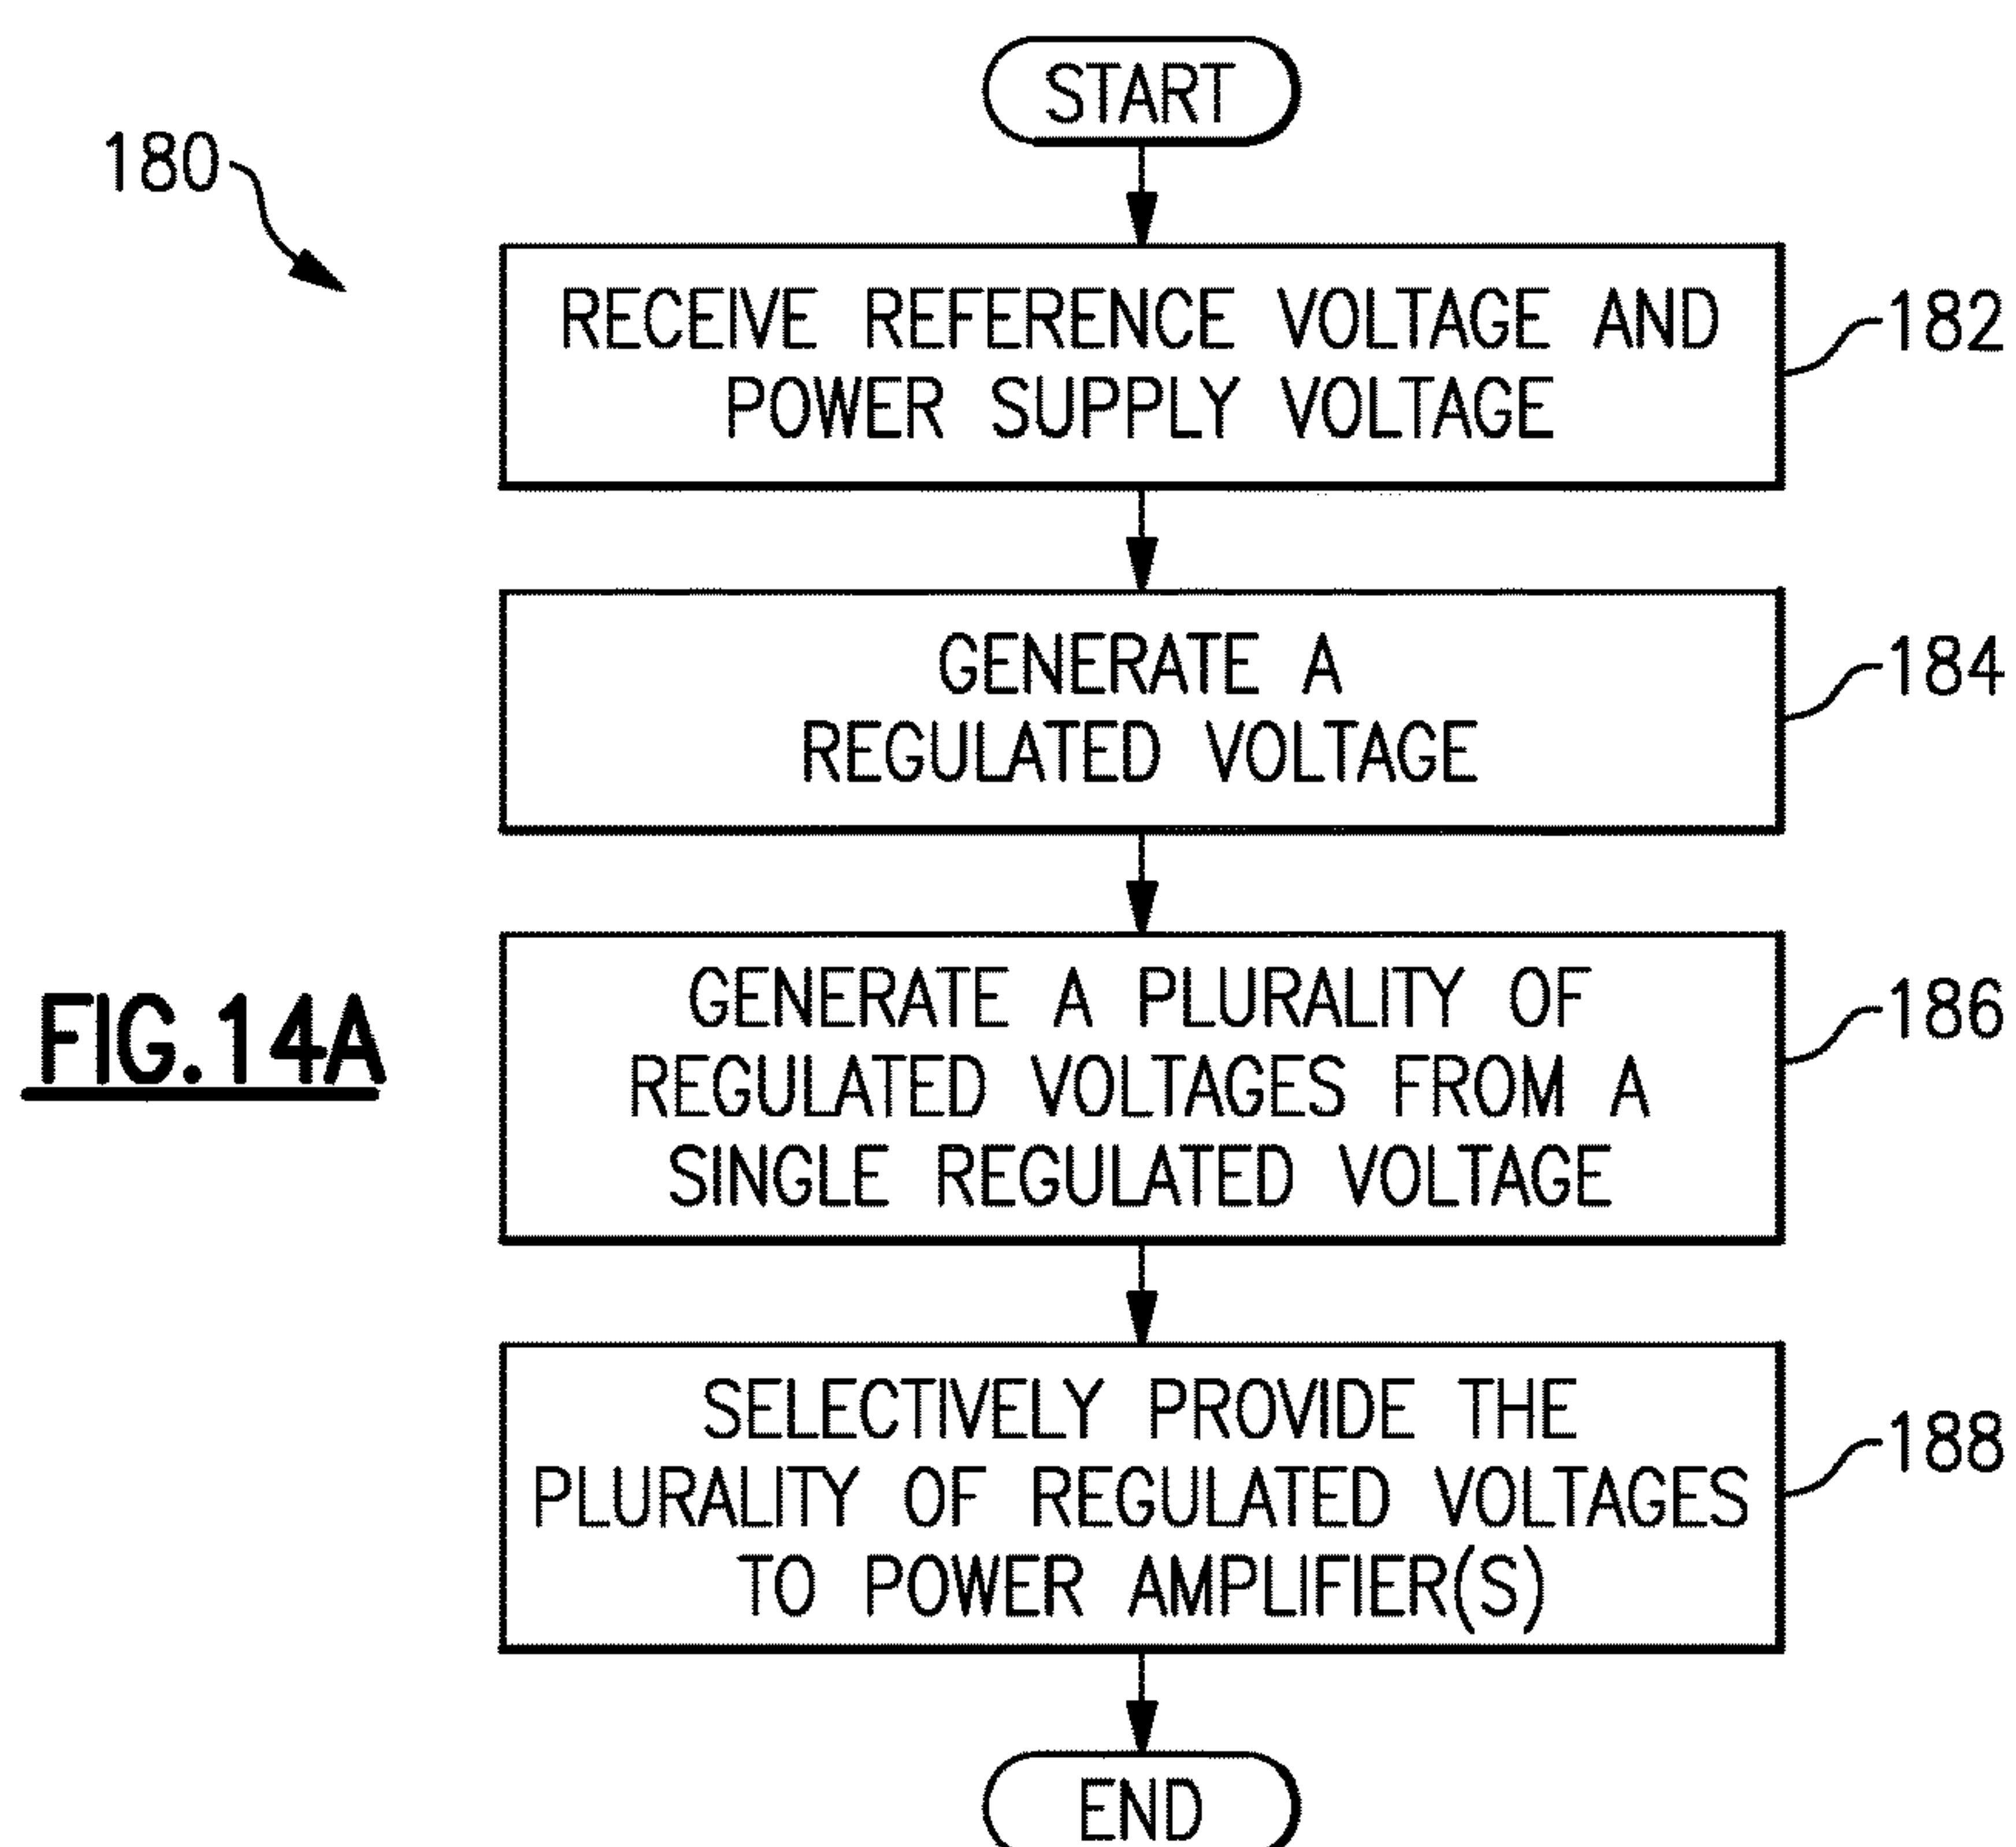 START
180
RECEIVE REFERENCE VOLTAGE AND
POWER SUPPLY VOLTAGE
182
GENERATE A
REGULATED VOLTAGE
184
GENERATE A PLURALITY OF
REGULATED VOLTAGES FROM A
SINGLE REGULATED VOLTAGE
186
FIG.14A
SELECTIVELY PROVIDE THE
PLURALITY OF REGULATED VOLTAGES
TO POWER AMPLIFIER(S)
188
END